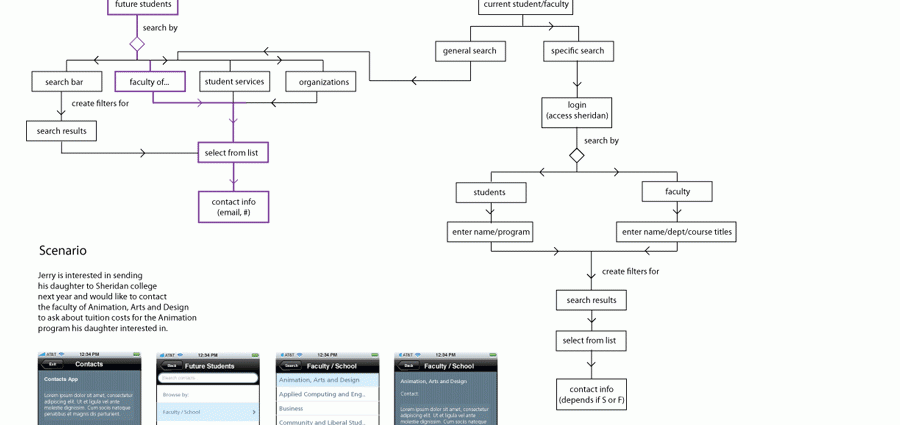 future students
search by
search bar
faculty of...
student services
organizations
create filters for
search results
select from list
contact info
(email, #)
current student/faculty
general search
specific search
login
(access sheridan)
search by
students
faculty
enter name/program
enter name/dept/course titles
create filters for
search results
select from list
contact info
(depends if S or F)
Scenario
Jerry is interested in sending
his daughter to Sheridan college
next year and would like to contact
the faculty of Animation, Arts and Design
to ask about tuition costs for the Animation
program his daughter interested in.
AT&T 12:34 PM
Exit Contacts
Contacts App
Lorem ipsum dolor sit amet, consectetur
adipiscing elit. Ut et ligula vel ante
molestie dignissim. Cum sociis natoque
penatibus et magnis dis parturient.
AT&T 12:34 PM
Back Future Students
Browse by:
Faculty / School
AT&T 12:34 PM
Search Faculty / School
Animation, Arts and Design
Applied Computing and Eng..
Business
Community and Liberal Stud..
AT&T 12:34 PM
Back Faculty / School
Animation, Arts and Design
Contact
Lorem ipsum dolor sit amet, consectetur
adipiscing elit. Ut et ligula vel ante
molestie dignissim. Cum sociis natoque